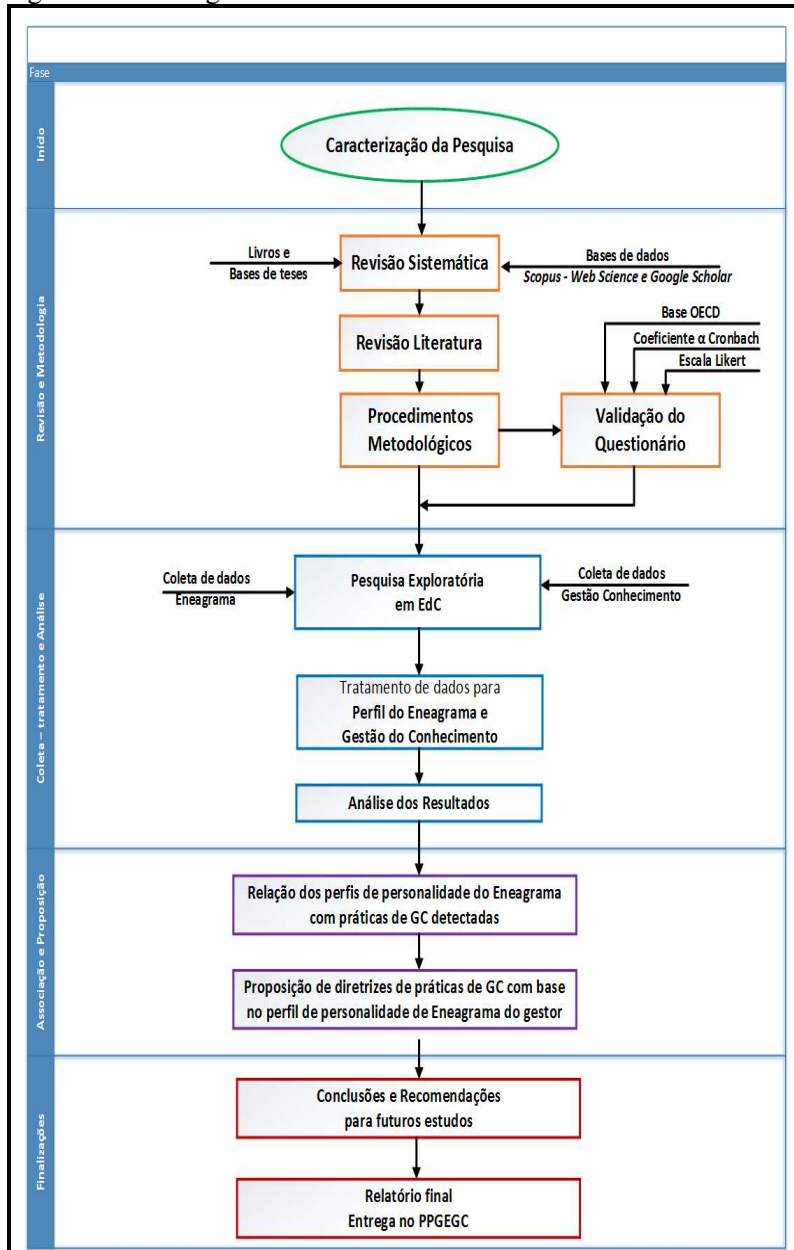 Fase
Início
Caracterização da Pesquisa
Revisão e Metodologia
Livros e
Bases de teses
Revisão Sistemática
Bases de dados
Scopus - Web Science e Google Scholar
Revisão Literatura
Base OECD
Coeficiente α Cronbach
Escala Likert
Procedimentos
Metodológicos
Validação do
Questionário
Coleta – tratamento e Análise
Coleta de dados
Eneagrama
Pesquisa Exploratória
em EdC
Coleta de dados
Gestão Conhecimento
Tratamento de dados para
Perfil do Eneagrama e
Gestão do Conhecimento
Análise dos Resultados
Associação e Proposição
Relação dos perfis de personalidade do Eneagrama
com práticas de GC detectadas
Proposição de diretrizes de práticas de GC com base
no perfil de personalidade de Eneagrama do gestor
Finalizações
Conclusões e Recomendações
para futuros estudos
Relatório final
Entrega no PPGEGC